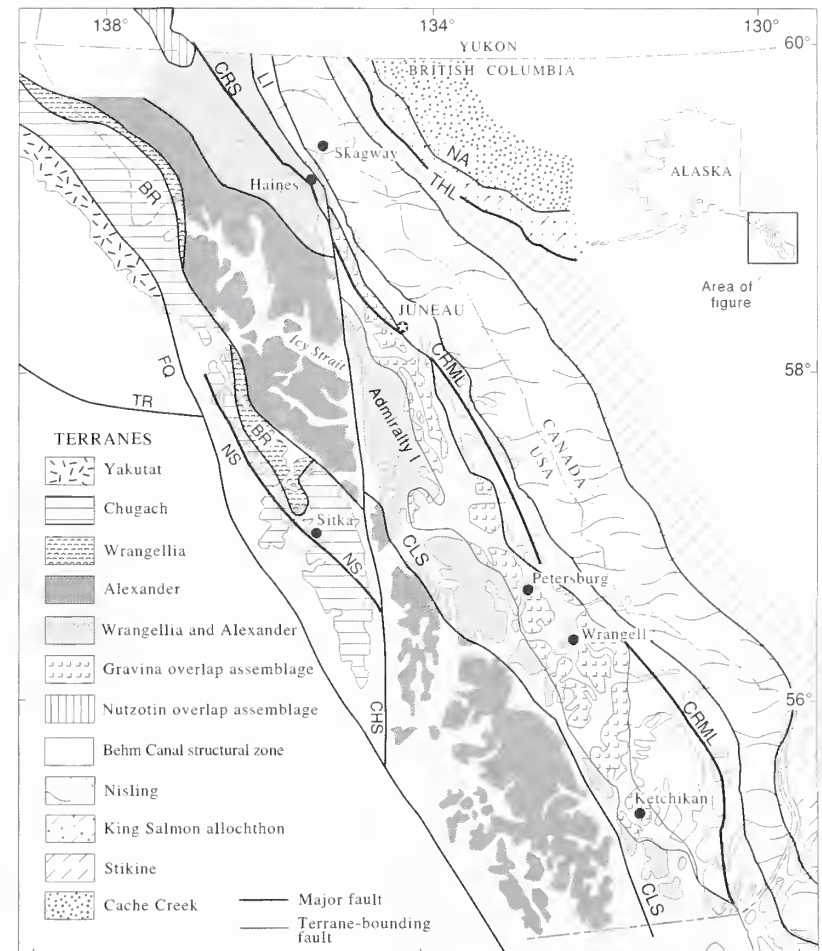 138°
134°
130°
60°
YUKON
BRITISH COLUMBIA
CRS
LI
Skagway
NA
THL
ALASKA
Haines
BR
Area of
figure
JUNEAU
Icy Strait
CRML
58°
FQ
TR
Admiralty I
CANADA
USA
TERRANES
BR
NS
Yakutat
Chugach
Sitka
NS
CLS
Wrangellia
Petersburg
Alexander
Wrangellia and Alexander
Wrangell
Gravina overlap assemblage
56°
Nutzotin overlap assemblage
CHS
CRML
Behm Canal structural zone
Nisling
Ketchikan
King Salmon allochthon
Stikine
Cache Creek
Major fault
CLS
Terrane-bounding
fault